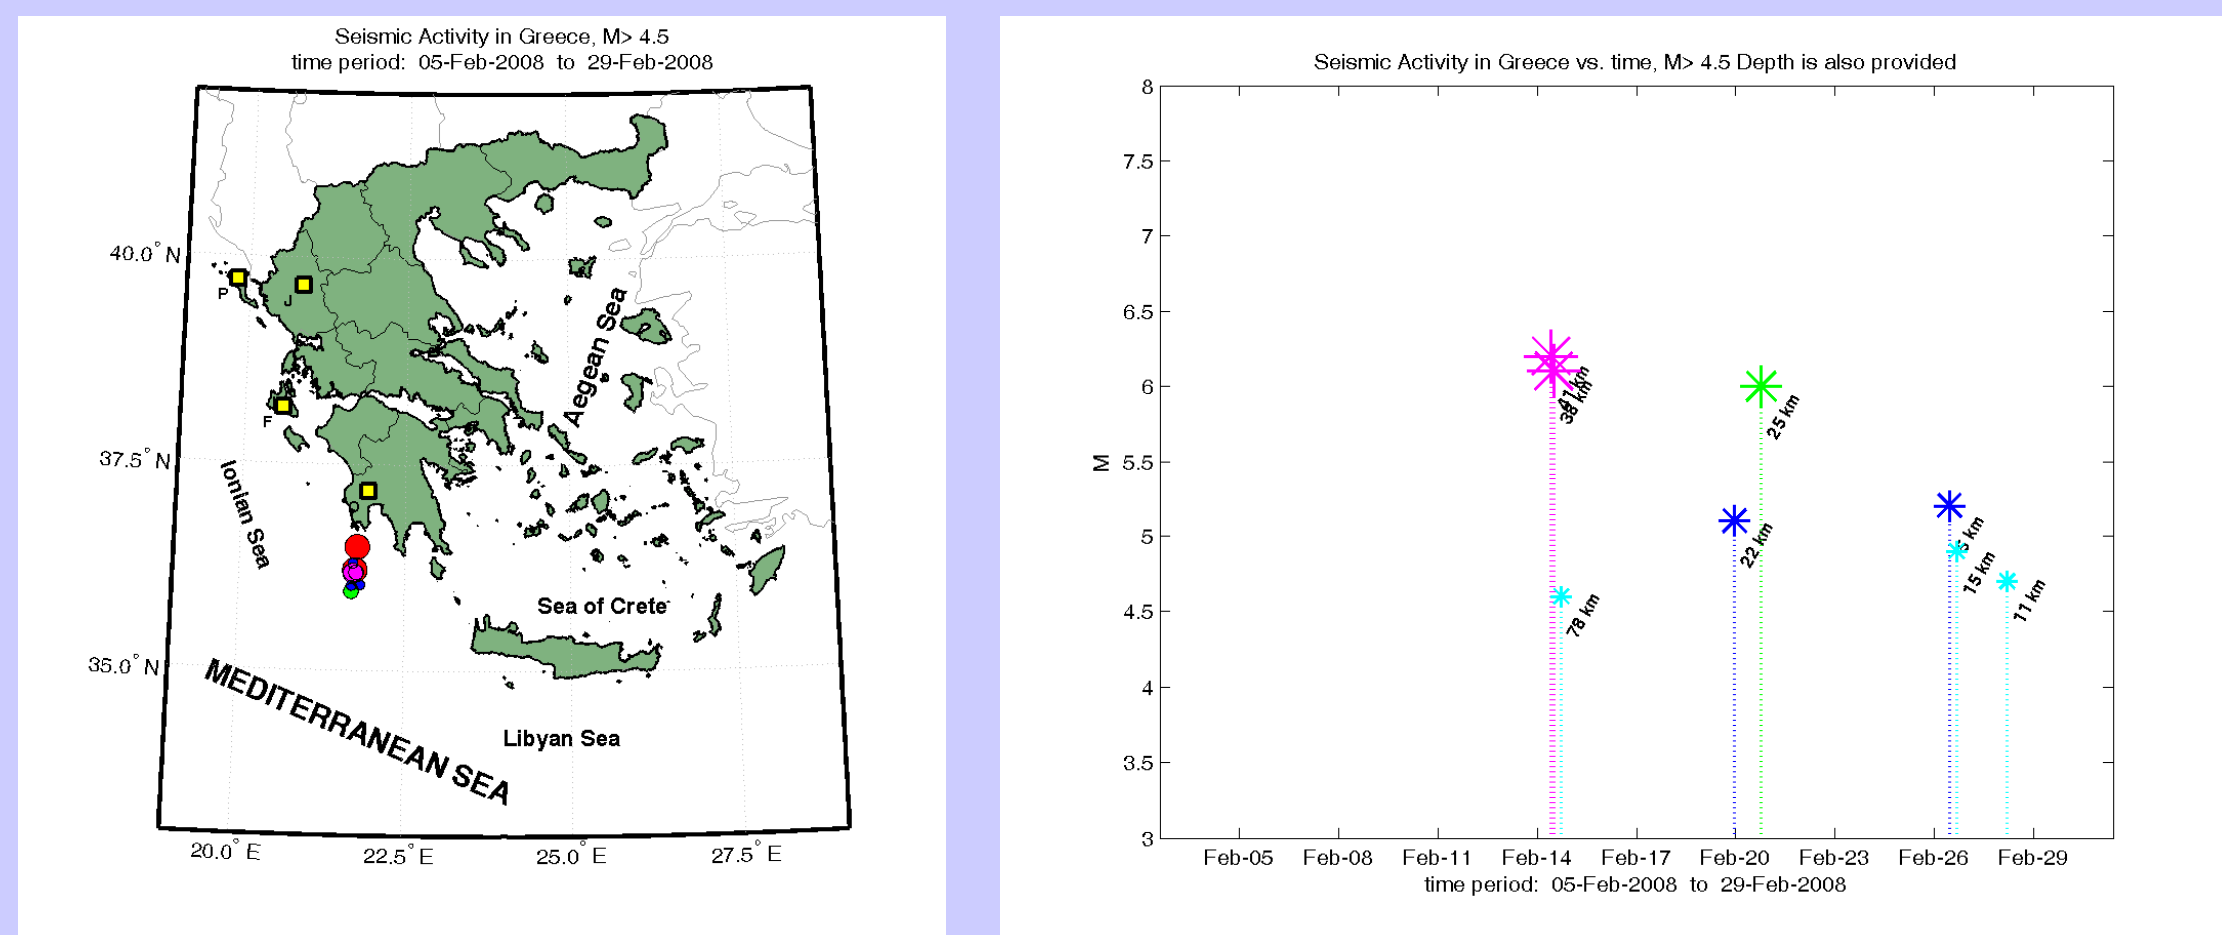 Seismic Activity in Greece, M> 4.5
time period: 05-Feb-2008 to 29-Feb-2008
40.0° N
37.5° N
35.0° N
20.0° E
22.5° E
25.0° E
27.5° E
P
J
F
Aegean Sea
Ionian Sea
Sea of Crete
MEDITERRANEAN SEA
Libyan Sea
Seismic Activity in Greece vs. time, M> 4.5 Depth is also provided
M
8
7.5
7
6.5
6
5.5
5
4.5
4
3.5
3
41 km
38 km
78 km
22 km
25 km
km
15 km
11 km
Feb-05
Feb-08
Feb-11
Feb-14
Feb-17
Feb-20
Feb-23
Feb-26
Feb-29
time period: 05-Feb-2008 to 29-Feb-2008